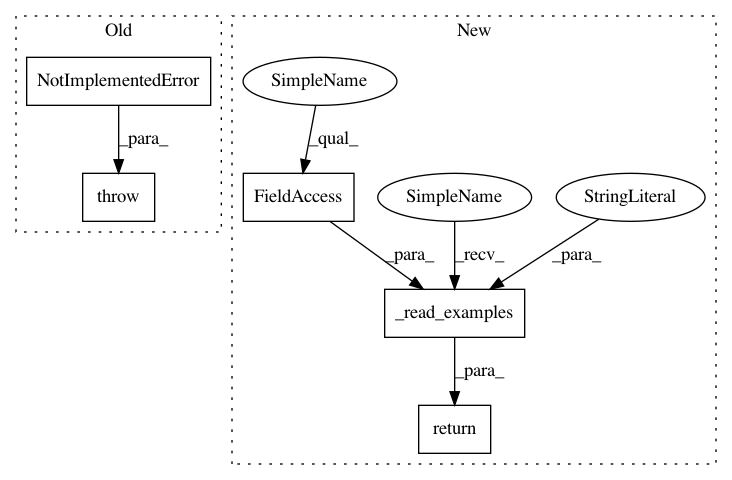 Old
New
NotImplementedError
SimpleName
_para_
_qual_
throw
FieldAccess
SimpleName
StringLiteral
_para_
_recv_
_para_
_read_examples
_para_
return